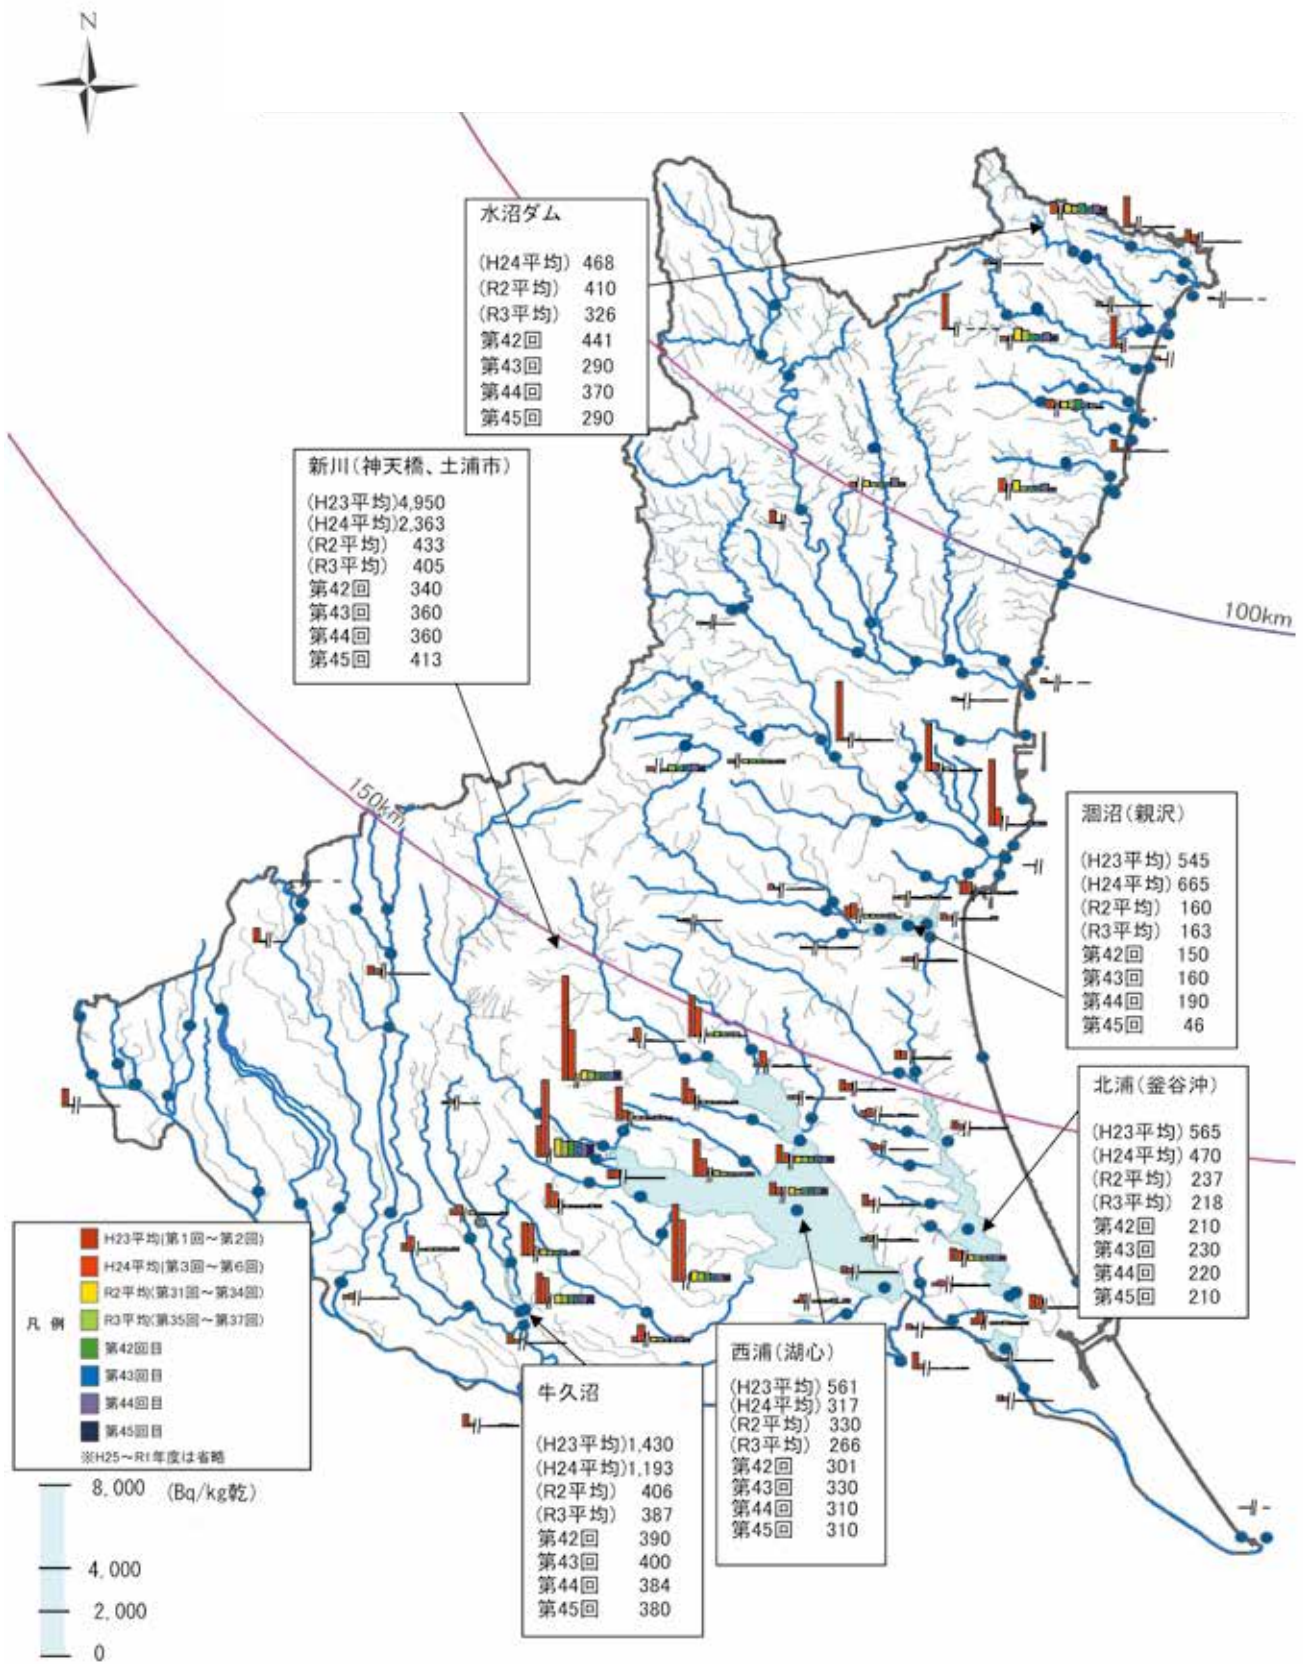 N
水沼ダム
(H24平均) 468
(R2平均) 410
(R3平均) 326
第42回 441
第43回 290
第44回 370
第45回 290
新川(神天橋、土浦市)
(H23平均)4,950
(H24平均)2,363
(R2平均) 433
(R3平均) 405
第42回 340
第43回 360
第44回 360
第45回 413
100km
150km
涸沼(親沢)
(H23平均) 545
(H24平均) 665
(R2平均) 160
(R3平均) 163
第42回 150
第43回 160
第44回 190
第45回 46
北浦(釜谷沖)
(H23平均) 565
(H24平均) 470
(R2平均) 237
(R3平均) 218
第42回 210
第43回 230
第44回 220
第45回 210
凡例
H23平均(第1回～第2回)
H24平均(第3回～第6回)
R2平均(第31回～第34回)
R3平均(第35回～第37回)
第42回目
第43回目
第44回目
第45回目
※H25～R1年度は省略
西浦(湖心)
(H23平均) 561
(H24平均) 317
(R2平均) 330
(R3平均) 266
第42回 301
第43回 330
第44回 310
第45回 310
牛久沼
(H23平均)1,430
(H24平均)1,193
(R2平均) 406
(R3平均) 387
第42回 390
第43回 400
第44回 384
第45回 380
8,000 (Bq/kg乾)
4,000
2,000
0